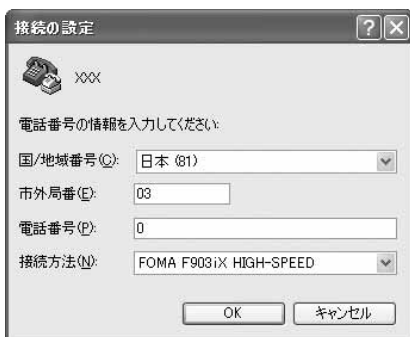 接続の設定
XXX
電話番号の情報を入力してください:
国/地域番号(C): 日本 (81)
市外局番(E): 03
電話番号(P): 0
接続方法(N): FOMA F903iX HIGH-SPEED
OK キャンセル